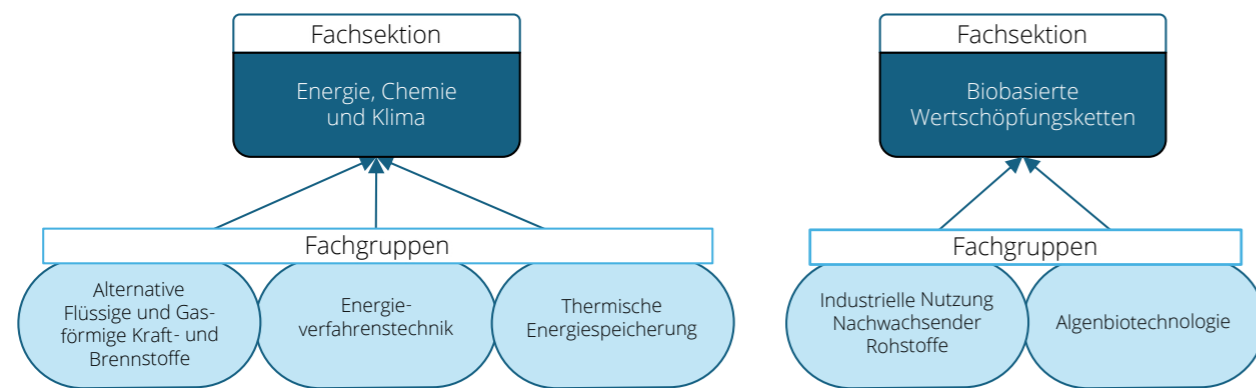 Fachsektion
Energie, Chemie
und Klima
Fachgruppen
Alternative
Flüssige und Gas-
förmige Kraft- und
Brennstoffe
Energie-
verfahrenstechnik
Thermische
Energiespeicherung
Fachsektion
Biobasierte
Wertschöpfungsketten
Fachgruppen
Industrielle Nutzung
Nachwachsender
Rohstoffe
Algenbiotechnologie